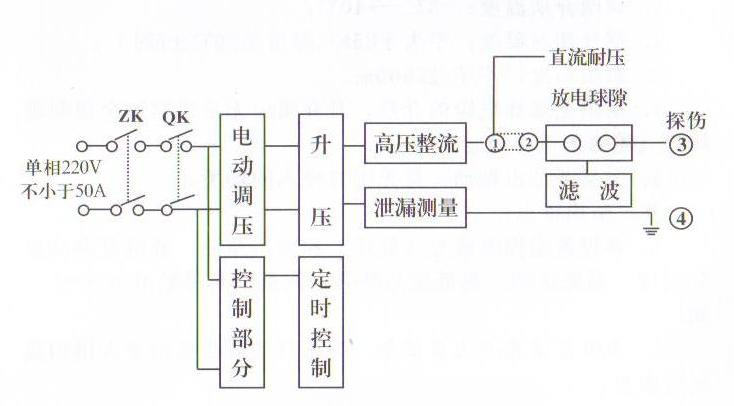 直流耐压
放电球隙
ZK QK
探伤
单相220V
不小于50A
电动调压
升压
高压整流
① ② ③
滤 波
泄漏测量
④
控制部分
定时控制